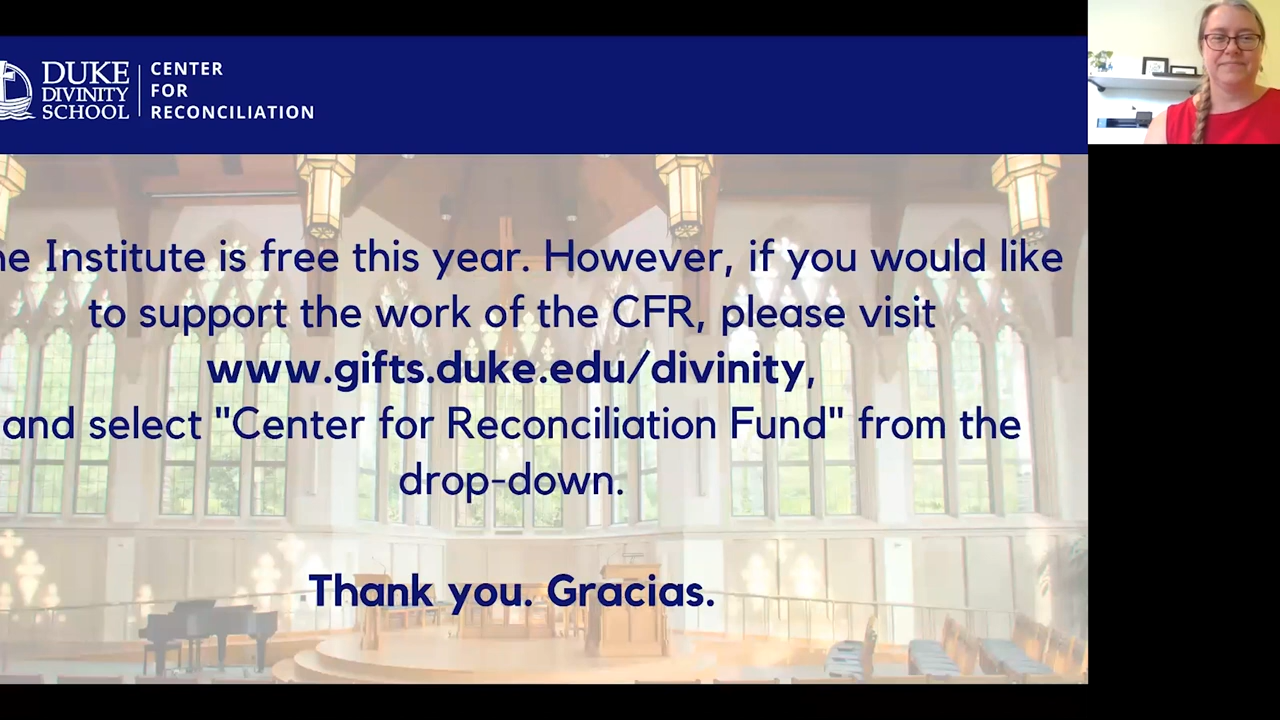 DUKE
DIVINITY
SCHOOL
CENTER
FOR
RECONCILIATION
he Institute is free this year. However, if you would like
to support the work of the CFR, please visit
www.gifts.duke.edu/divinity,
and select "Center for Reconciliation Fund" from the
drop-down.
Thank you. Gracias.